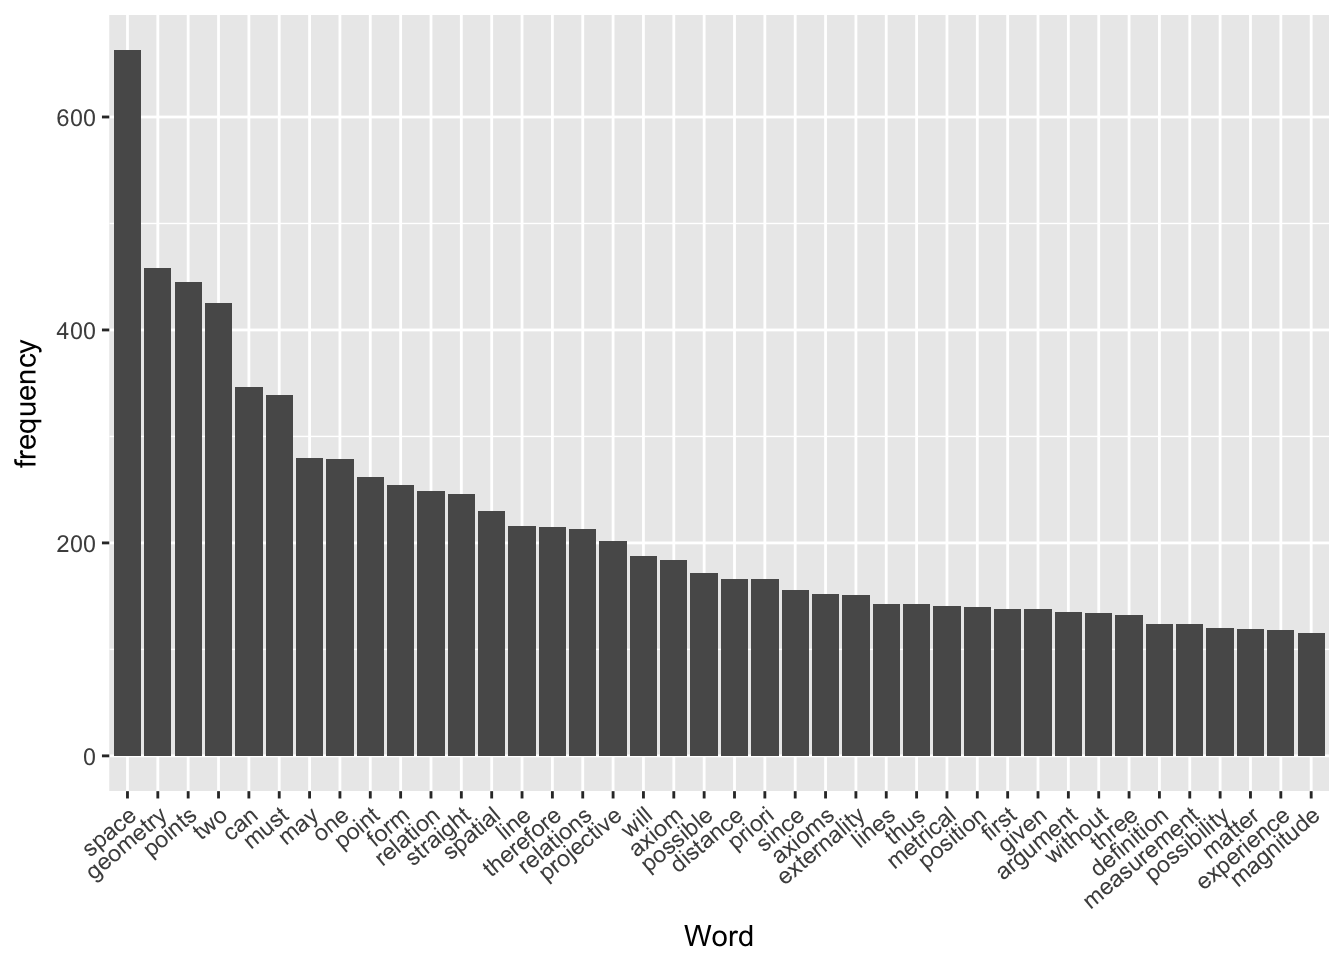 600
400
200
0
frequency
space
geometry
points
two
can
must
may
one
point
form
relation
straight
spatial
line
therefore
relations
projective
will
axiom
possible
distance
priori
since
axioms
externality
lines
thus
metrical
position
first
given
argument
without
three
definition
measurement
possibility
matter
experience
magnitude
Word